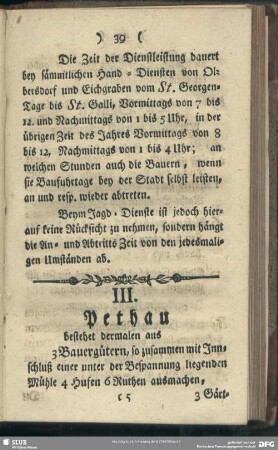 ) 39 (
Die Zeit der Dienstleistung dauert
bey sämmtlichen Hand-Diensten von Ol-
bersdorf und Eichgraben vom St. Georgen-
Tage bis St. Galli, Vormittags von 7 bis
12. und Nachmittags von 1 bis 5 Uhr, in der
übrigen Zeit des Jahres Vormittags von 8
bis 12, Nachmittags von 1 bis 4 Uhr; an
welchen Stunden auch die Bauern, wenn
sie Baufuhrtage bey der Stadt selbst leisten,
an und resp. wieder abtreten.
Beym Jagd-Dienste ist jedoch hier-
auf keine Rücksicht zu nehmen, sondern hängt
die An- und Abtritts Zeit von den jedesmali-
gen Umständen ab.
III.
Pethau
bestehet dermalen aus
3 Bauergütern, so zusammen mit Inn-
schluß einer unter der Bespannung liegenden
Mühle 4 Hufen 6 Ruthen ausmachen,
c 5
3 Gärt-
SLUB
DFG